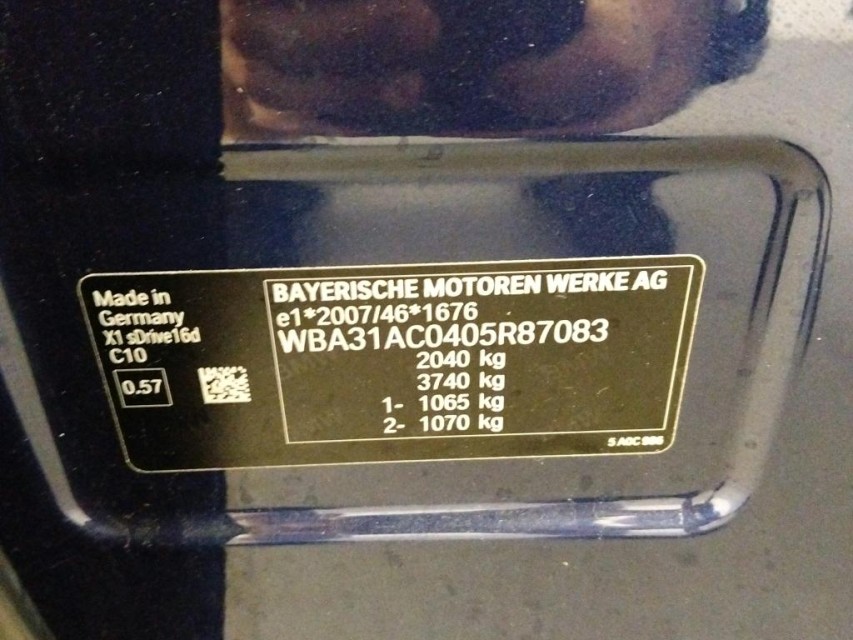 Made in
Germany
X1 sDrive16d
C10
0.57
BAYERISCHE MOTOREN WERKE AG
e1*2007/46*1676
WBA31AC0405R87083
2040 kg
3740 kg
1- 1065 kg
2- 1070 kg